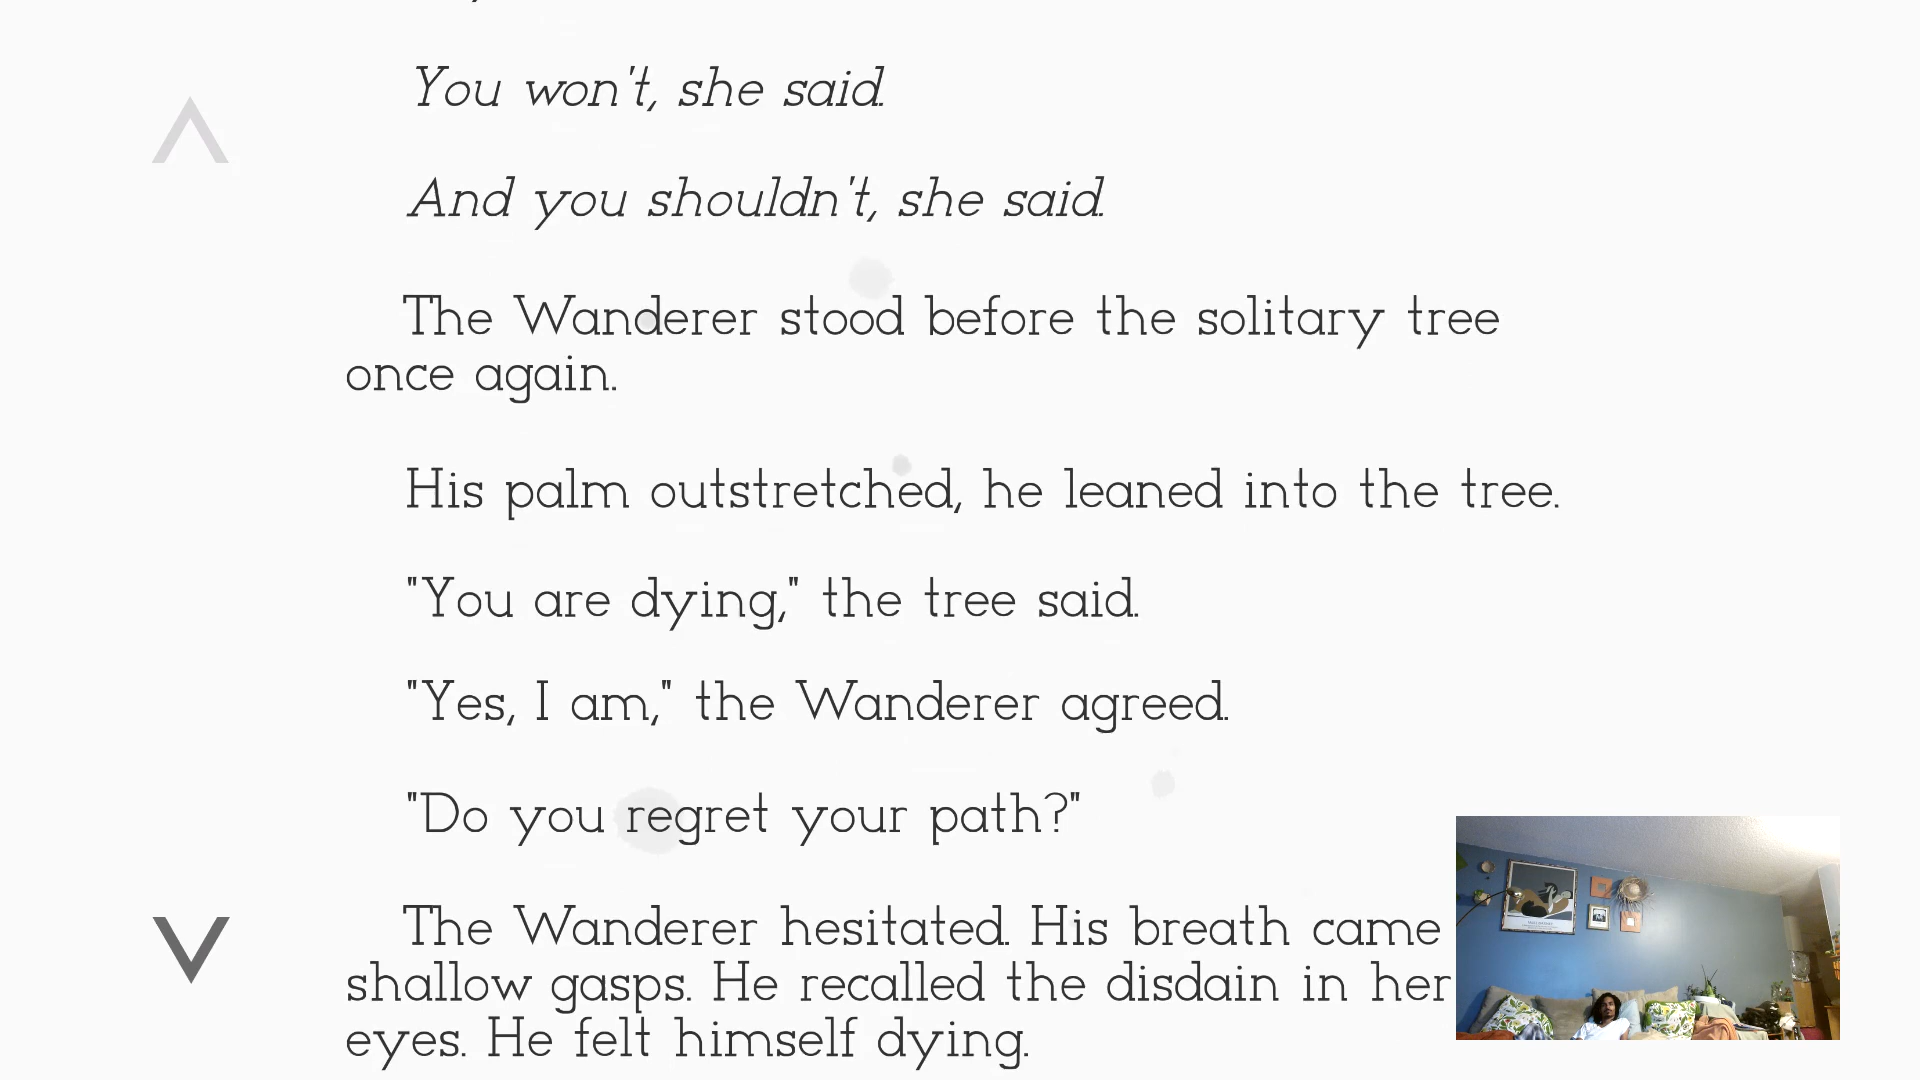 You won't, she said.
And you shouldn't, she said.
The Wanderer stood before the solitary tree
once again.
His palm outstretched, he leaned into the tree.
"You are dying," the tree said.
"Yes, I am," the Wanderer agreed.
"Do you regret your path?"
The Wanderer hesitated. His breath came
shallow gasps. He recalled the disdain in her
eyes. He felt himself dying.